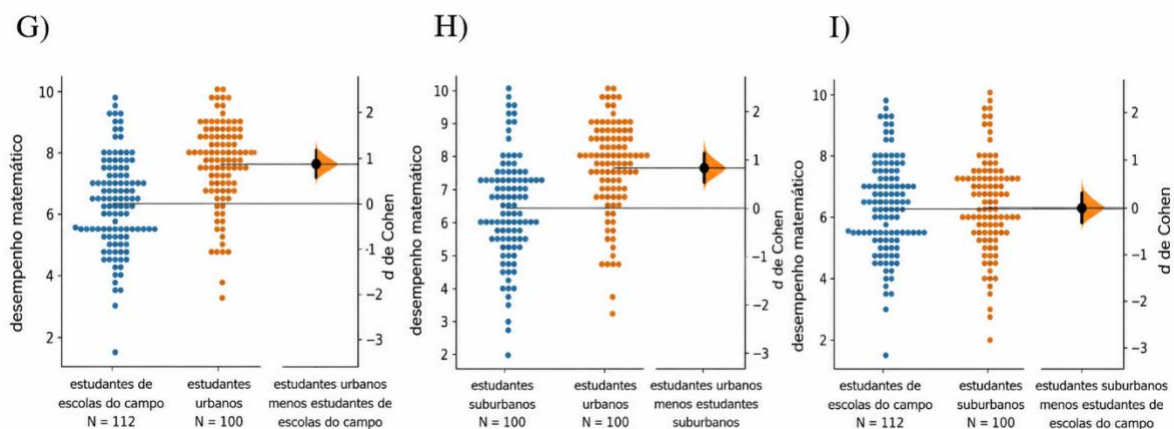 G)
H)
I)
desempenho matemático
10
8
6
4
2
2
1
0
−1
−2
−3
d de Cohen
estudantes de
escolas do campo
N = 112
estudantes
urbanos
N = 100
estudantes urbanos
menos estudantes de
escolas do campo
desempenho matemático
10
9
8
7
6
5
4
3
2
2
1
0
−1
−2
−3
d de Cohen
estudantes
suburbanos
N = 100
estudantes
urbanos
N = 100
estudantes urbanos
menos estudantes
suburbanos
desempenho matemático
10
8
6
4
2
2
1
0
−1
−2
−3
d de Cohen
estudantes de
escolas do campo
N = 112
estudantes
suburbanos
N = 100
estudantes suburbanos
menos estudantes de
escolas do campo